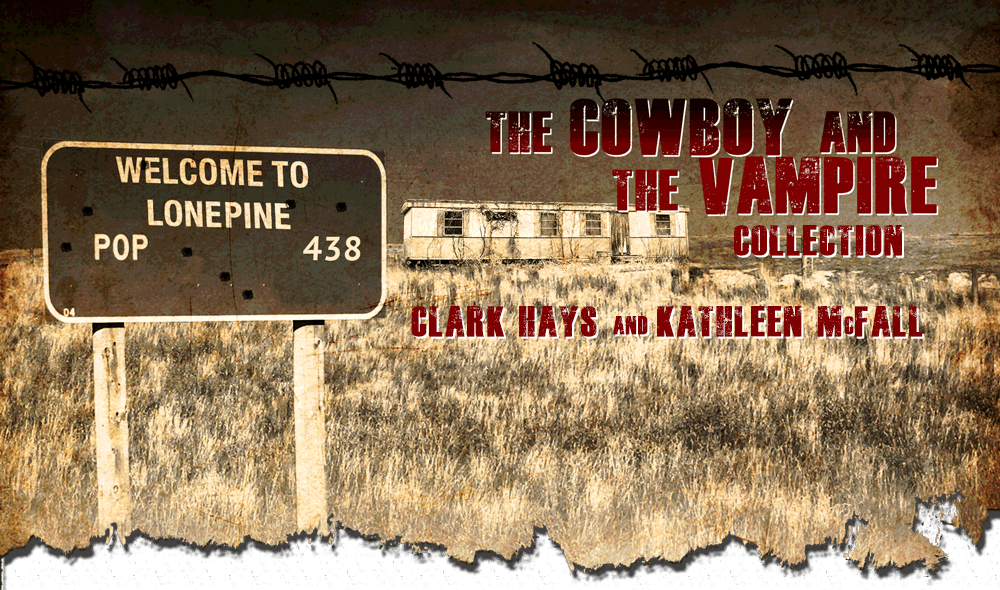 WELCOME TO
LONEPINE
POP 438
04
THE COWBOY AND
THE VAMPIRE
COLLECTION
CLARK HAYS AND KATHLEEN McFALL